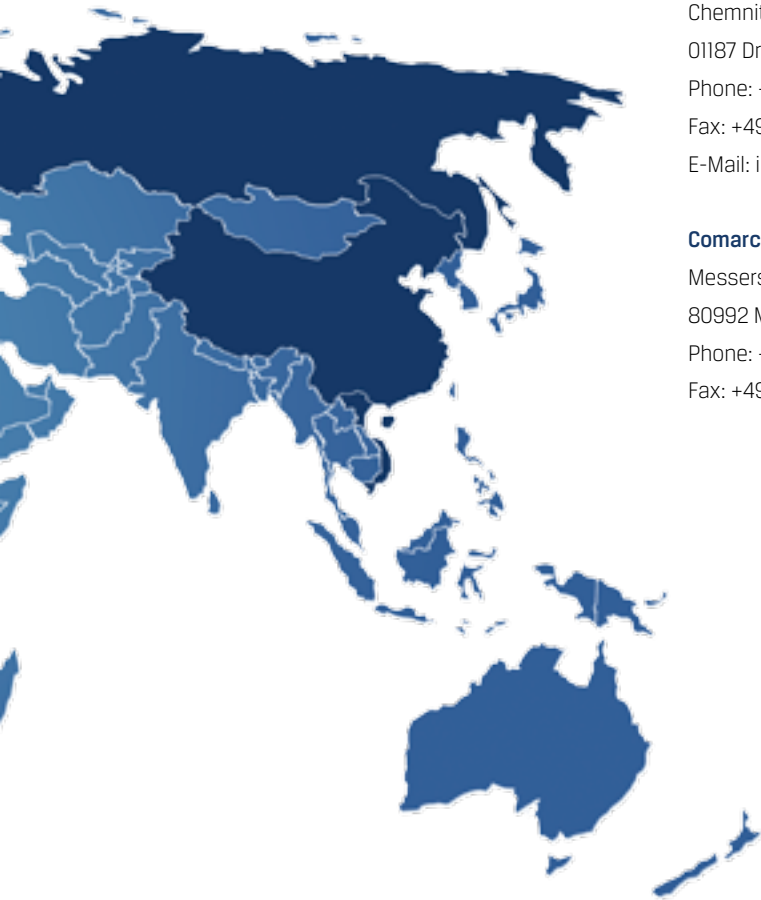 Chemnit
01187 Dr
Phone: +
Fax: +49
E-Mail: i
Comarc
Messers
80992 M
Phone: +
Fax: +49